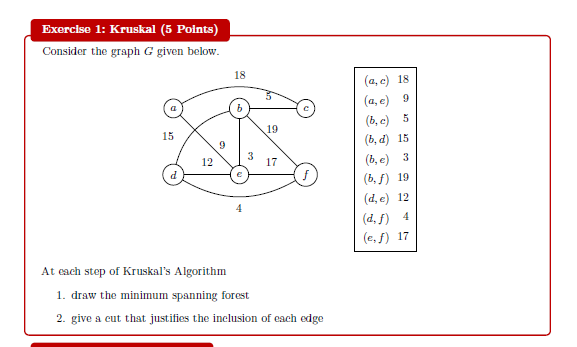 Exercise 1: Kruskal (5 Points)
Consider the graph G given below.
18
a
b
5
c
15
19
9
12
3
17
d
e
f
4
(a, c) 18
(a, e) 9
(b, c) 5
(b, d) 15
(b, e) 3
(b, f) 19
(d, e) 12
(d, f) 4
(e, f) 17
At each step of Kruskal's Algorithm
1. draw the minimum spanning forest
2. give a cut that justifies the inclusion of each edge